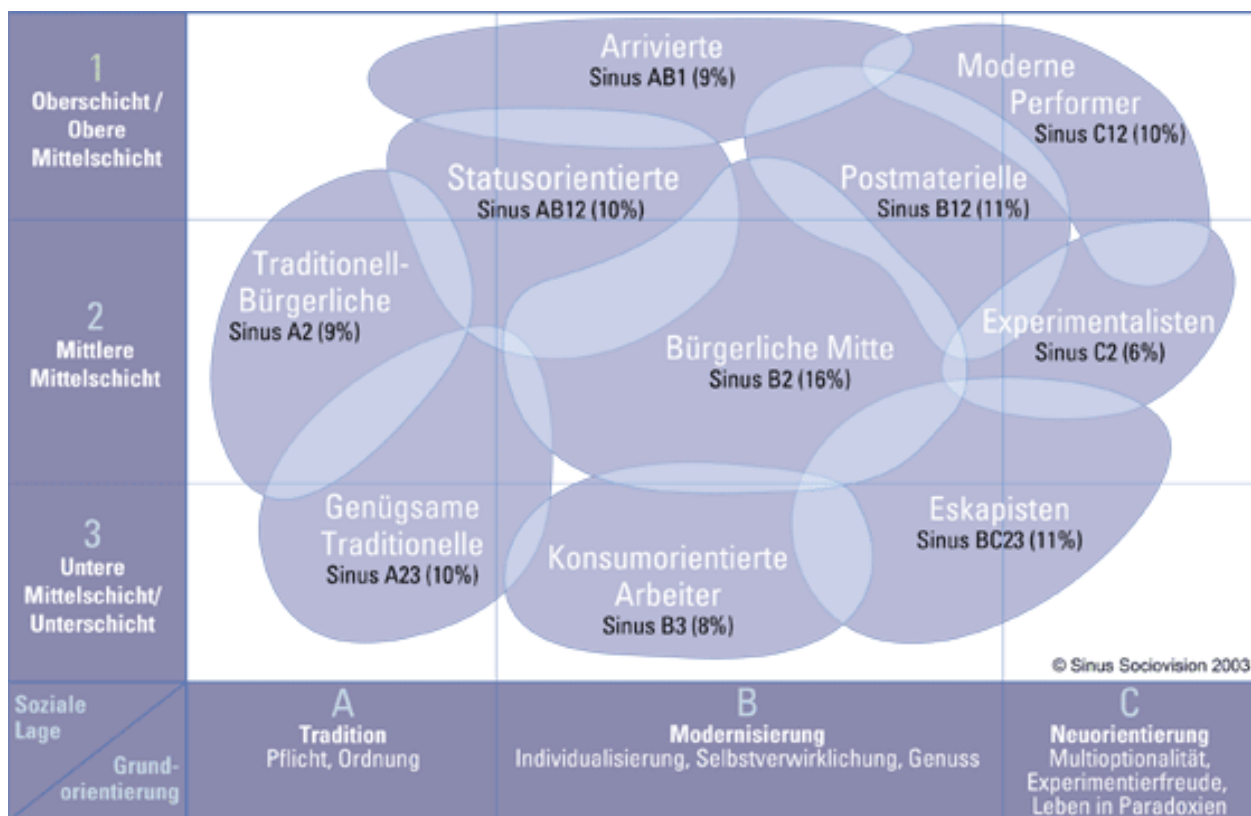 1
Oberschicht /
Obere
Mittelschicht
2
Mittlere
Mittelschicht
3
Untere
Mittelschicht/
Unterschicht
Arrivierte
Sinus AB1 (9%)
Moderne
Performer
Sinus C12 (10%)
Statusorientierte
Sinus AB12 (10%)
Postmaterielle
Sinus B12 (11%)
Traditionell-
Bürgerliche
Sinus A2 (9%)
Bürgerliche Mitte
Sinus B2 (16%)
Experimentalisten
Sinus C2 (6%)
Genügsame
Traditionelle
Sinus A23 (10%)
Konsumorientierte
Arbeiter
Sinus B3 (8%)
Eskapisten
Sinus BC23 (11%)
© Sinus Sociovision 2003
Soziale
Lage
Grund-
orientierung
A
Tradition
Pflicht, Ordnung
B
Modernisierung
Individualisierung, Selbstverwirklichung, Genuss
C
Neuorientierung
Multioptionalität,
Experimentierfreude,
Leben in Paradoxien